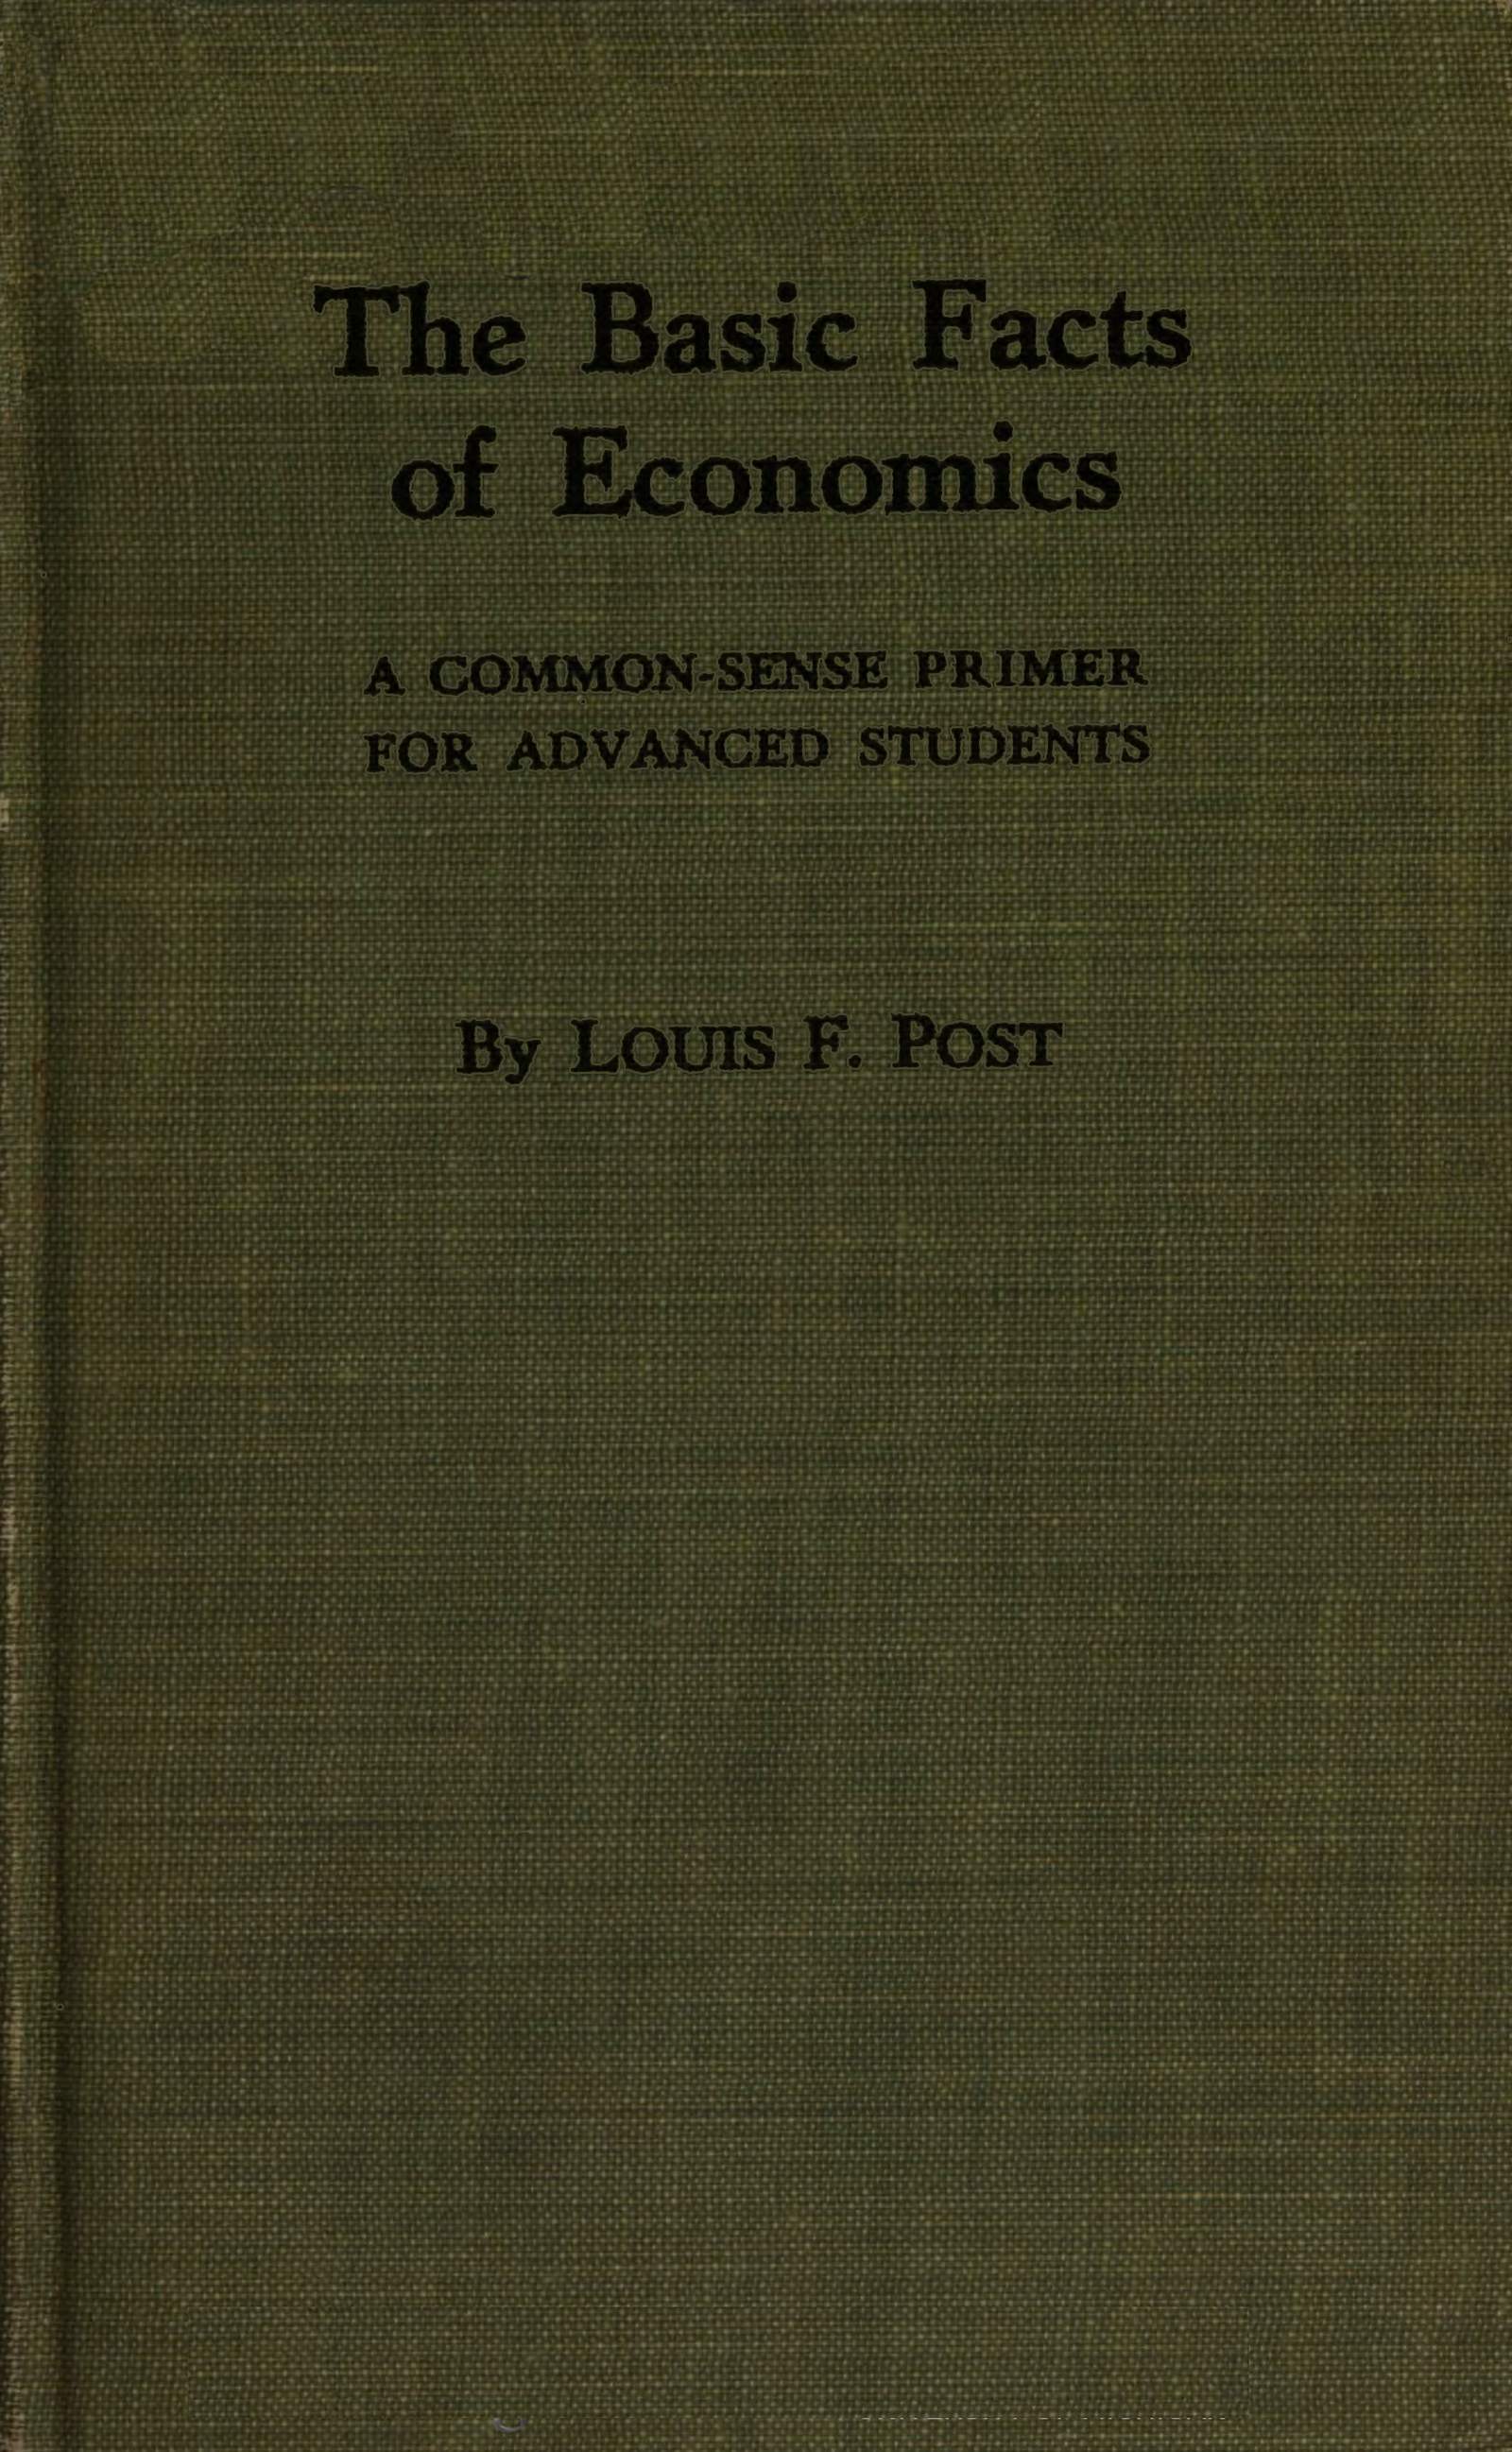 The Basic Facts
of Economics
A COMMON-SENSE PRIMER
FOR ADVANCED STUDENTS
By LOUIS F. POST